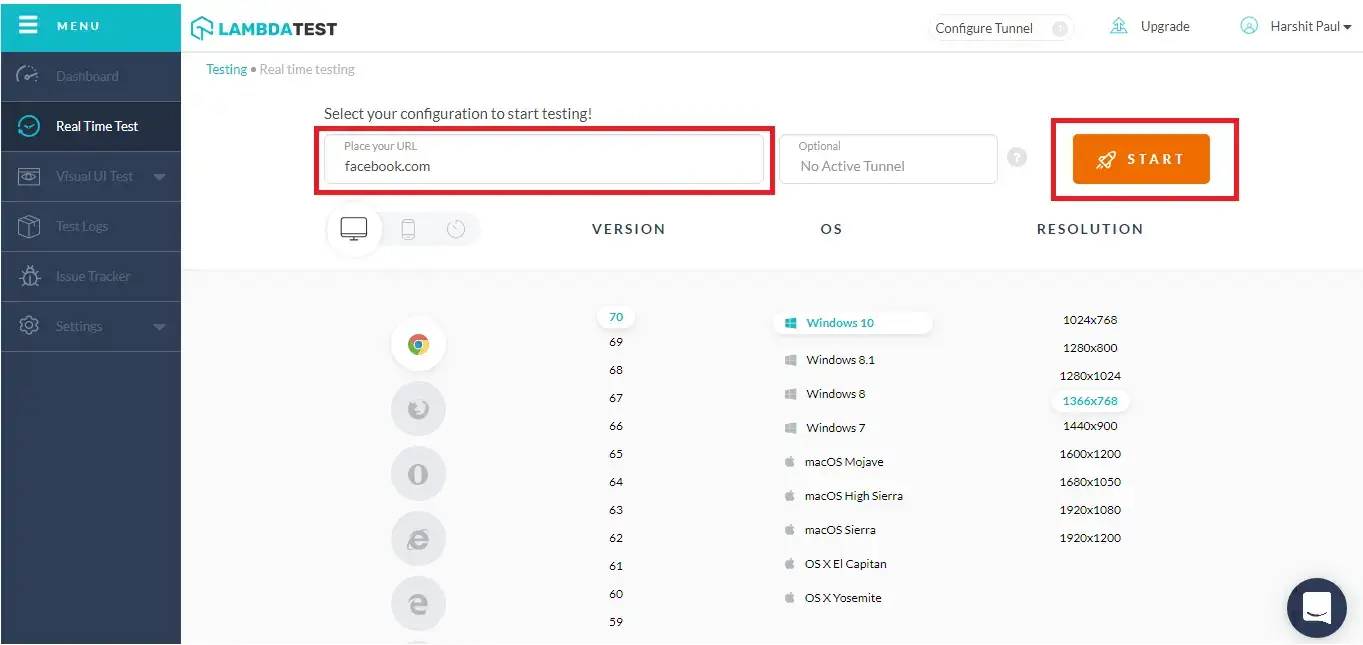 MENU
LAMBDATEST
Configure Tunnel ?
Upgrade
Harshit Paul
Dashboard
Real Time Test
Visual UI Test
Test Logs
Issue Tracker
Settings
Testing • Real time testing
Select your configuration to start testing!
Place your URL
facebook.com
Optional
No Active Tunnel
?
START
VERSION
OS
RESOLUTION
70
69
68
67
66
65
64
63
62
61
60
59
Windows 10
Windows 8.1
Windows 8
Windows 7
macOS Mojave
macOS High Sierra
macOS Sierra
OS X El Capitan
OS X Yosemite
1024x768
1280x800
1280x1024
1366x768
1440x900
1600x1200
1680x1050
1920x1080
1920x1200